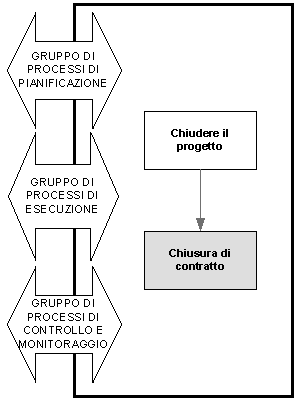 GRUPPO DI
PROCESSI DI
PIANIFICAZIONE
Chiudere il
progetto
GRUPPO DI
PROCESSI DI
ESECUZIONE
Chiusura di
contratto
GRUPPO DI
PROCESSI DI
CONTROLLO E
MONITORAGGIO